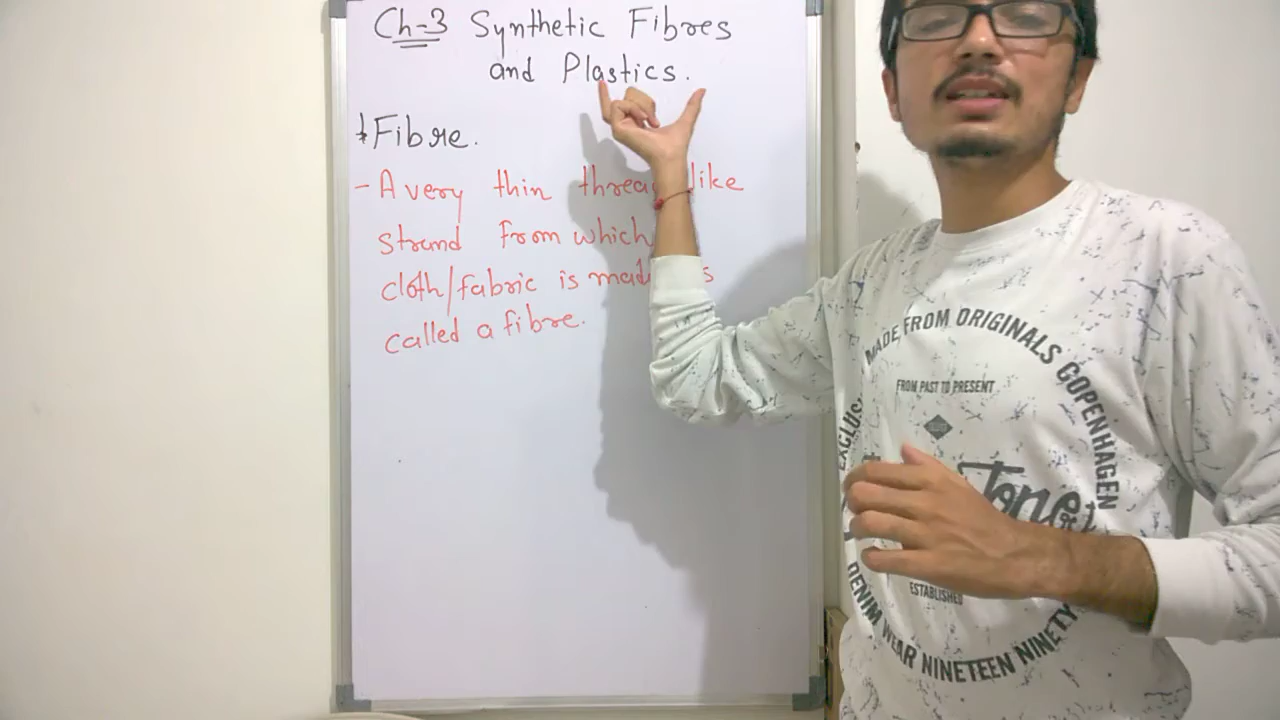 Ch-3 Synthetic Fibres
and Plastics.
Fibre.
- A very thin like
strand from which
cloth/fabric is
called a fibre.
MADE FROM ORIGINALS COPENHAGEN
FROM PAST TO PRESENT
ESTABLISHED
DENIM WEAR NINETEEN NINETY